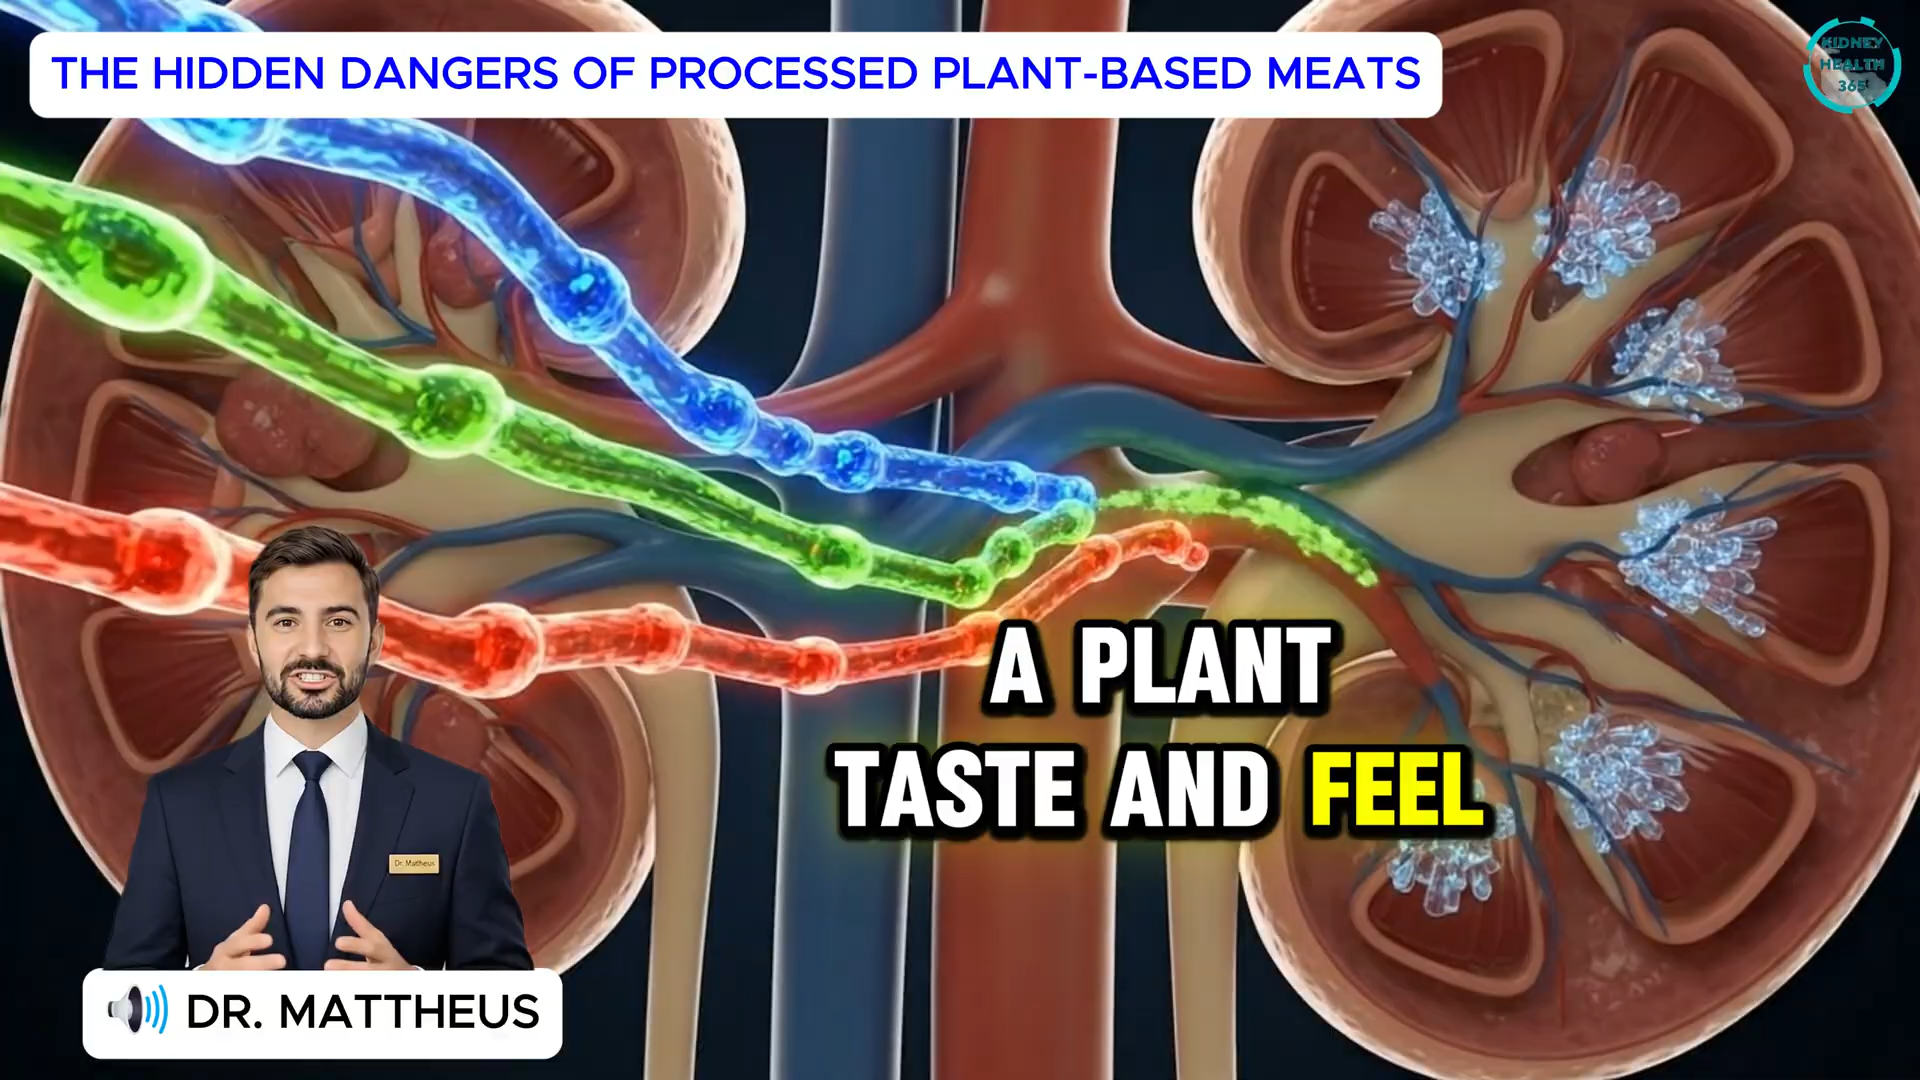 THE HIDDEN DANGERS OF PROCESSED PLANT-BASED MEATS
KIDNEY
HEALTH
365
A PLANT
TASTE AND FEEL
Dr. Mattheus
DR. MATTHEUS